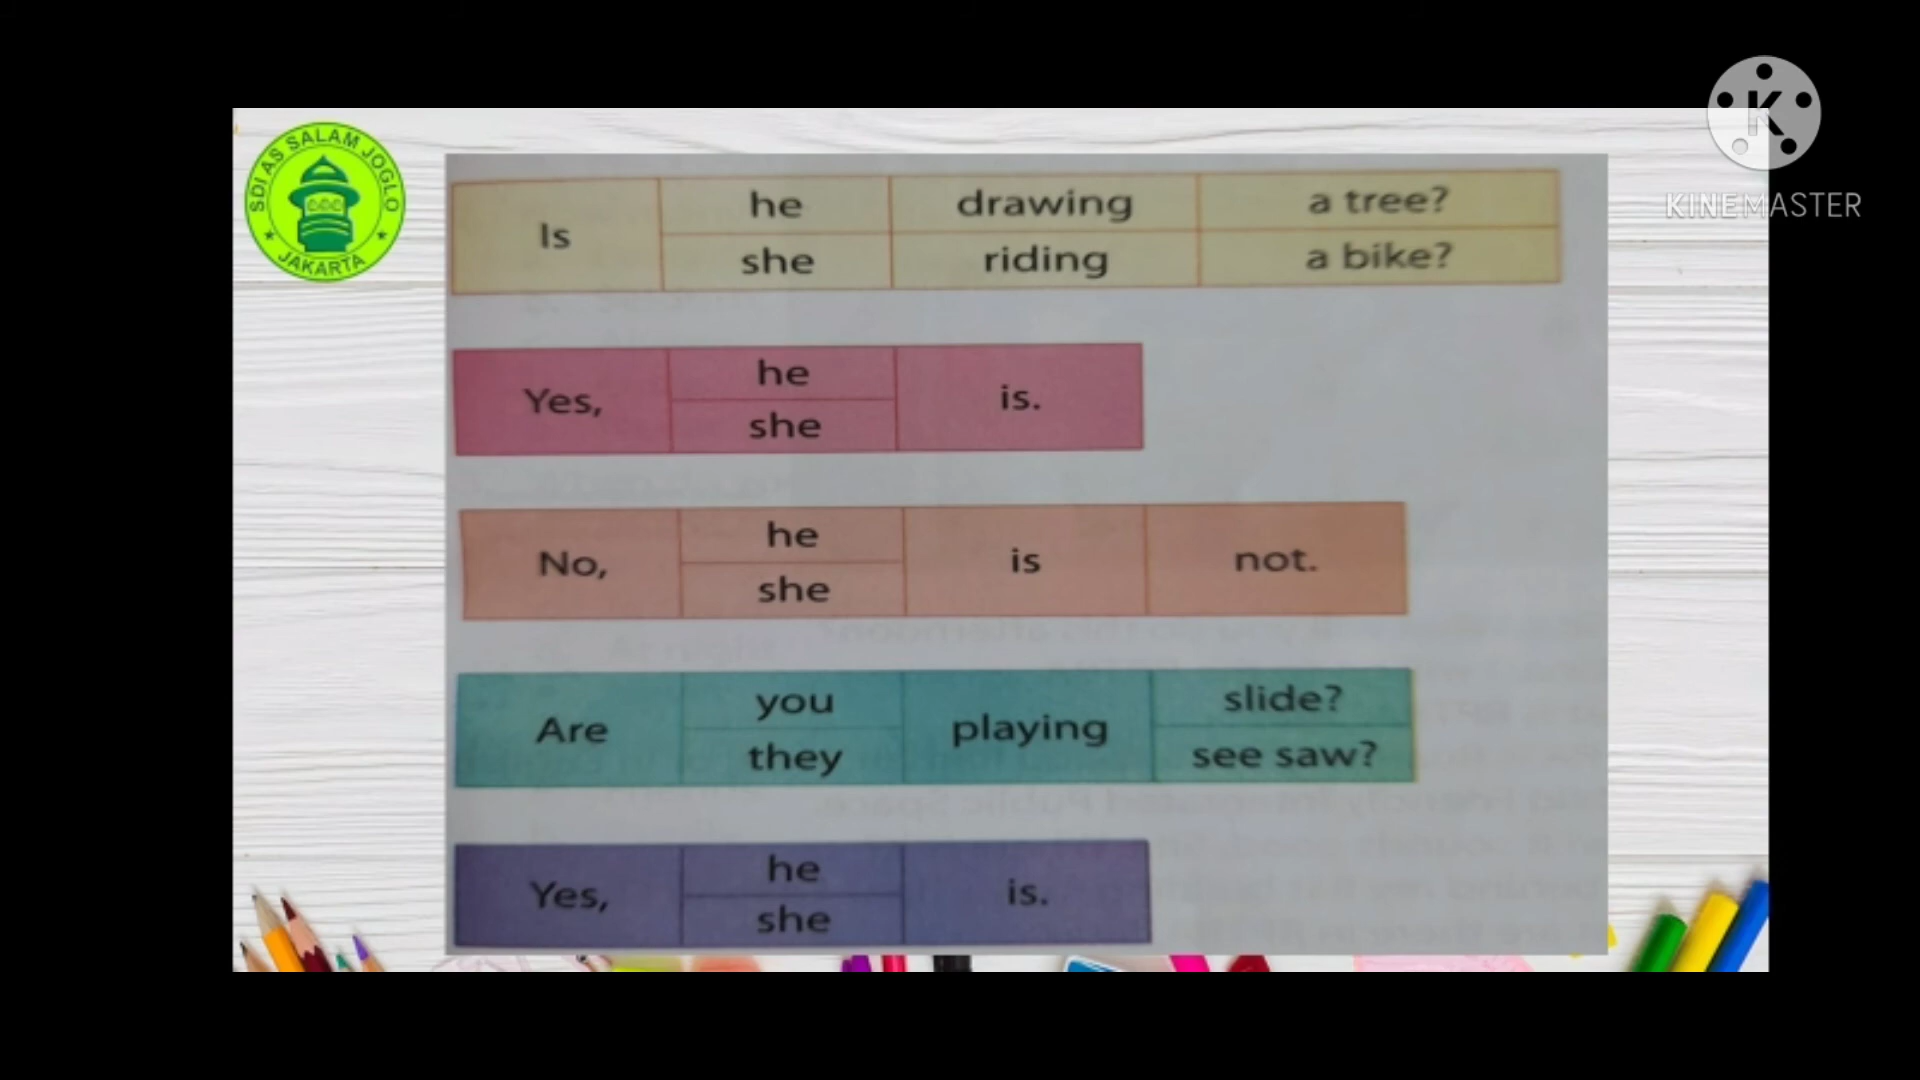 SDI AS SALAM JOGLO
JAKARTA
K
KINEMASTER
Is he drawing a tree?
she riding a bike?
Yes, he is.
she
No, he is not.
she
Are you playing slide?
they see saw?
Yes, he is.
she